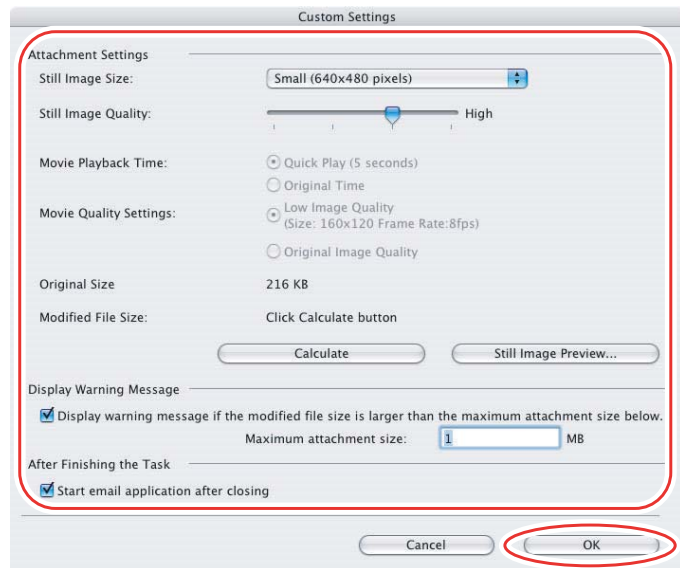 Custom Settings
Attachment Settings
Still Image Size: Small (640x480 pixels)
Still Image Quality: High
Movie Playback Time: Quick Play (5 seconds)
Original Time
Movie Quality Settings: Low Image Quality
(Size: 160x120 Frame Rate:8fps)
Original Image Quality
Original Size 216 KB
Modified File Size: Click Calculate button
Calculate Still Image Preview...
Display Warning Message
Display warning message if the modified file size is larger than the maximum attachment size below.
Maximum attachment size: 1 MB
After Finishing the Task
Start email application after closing
Cancel OK